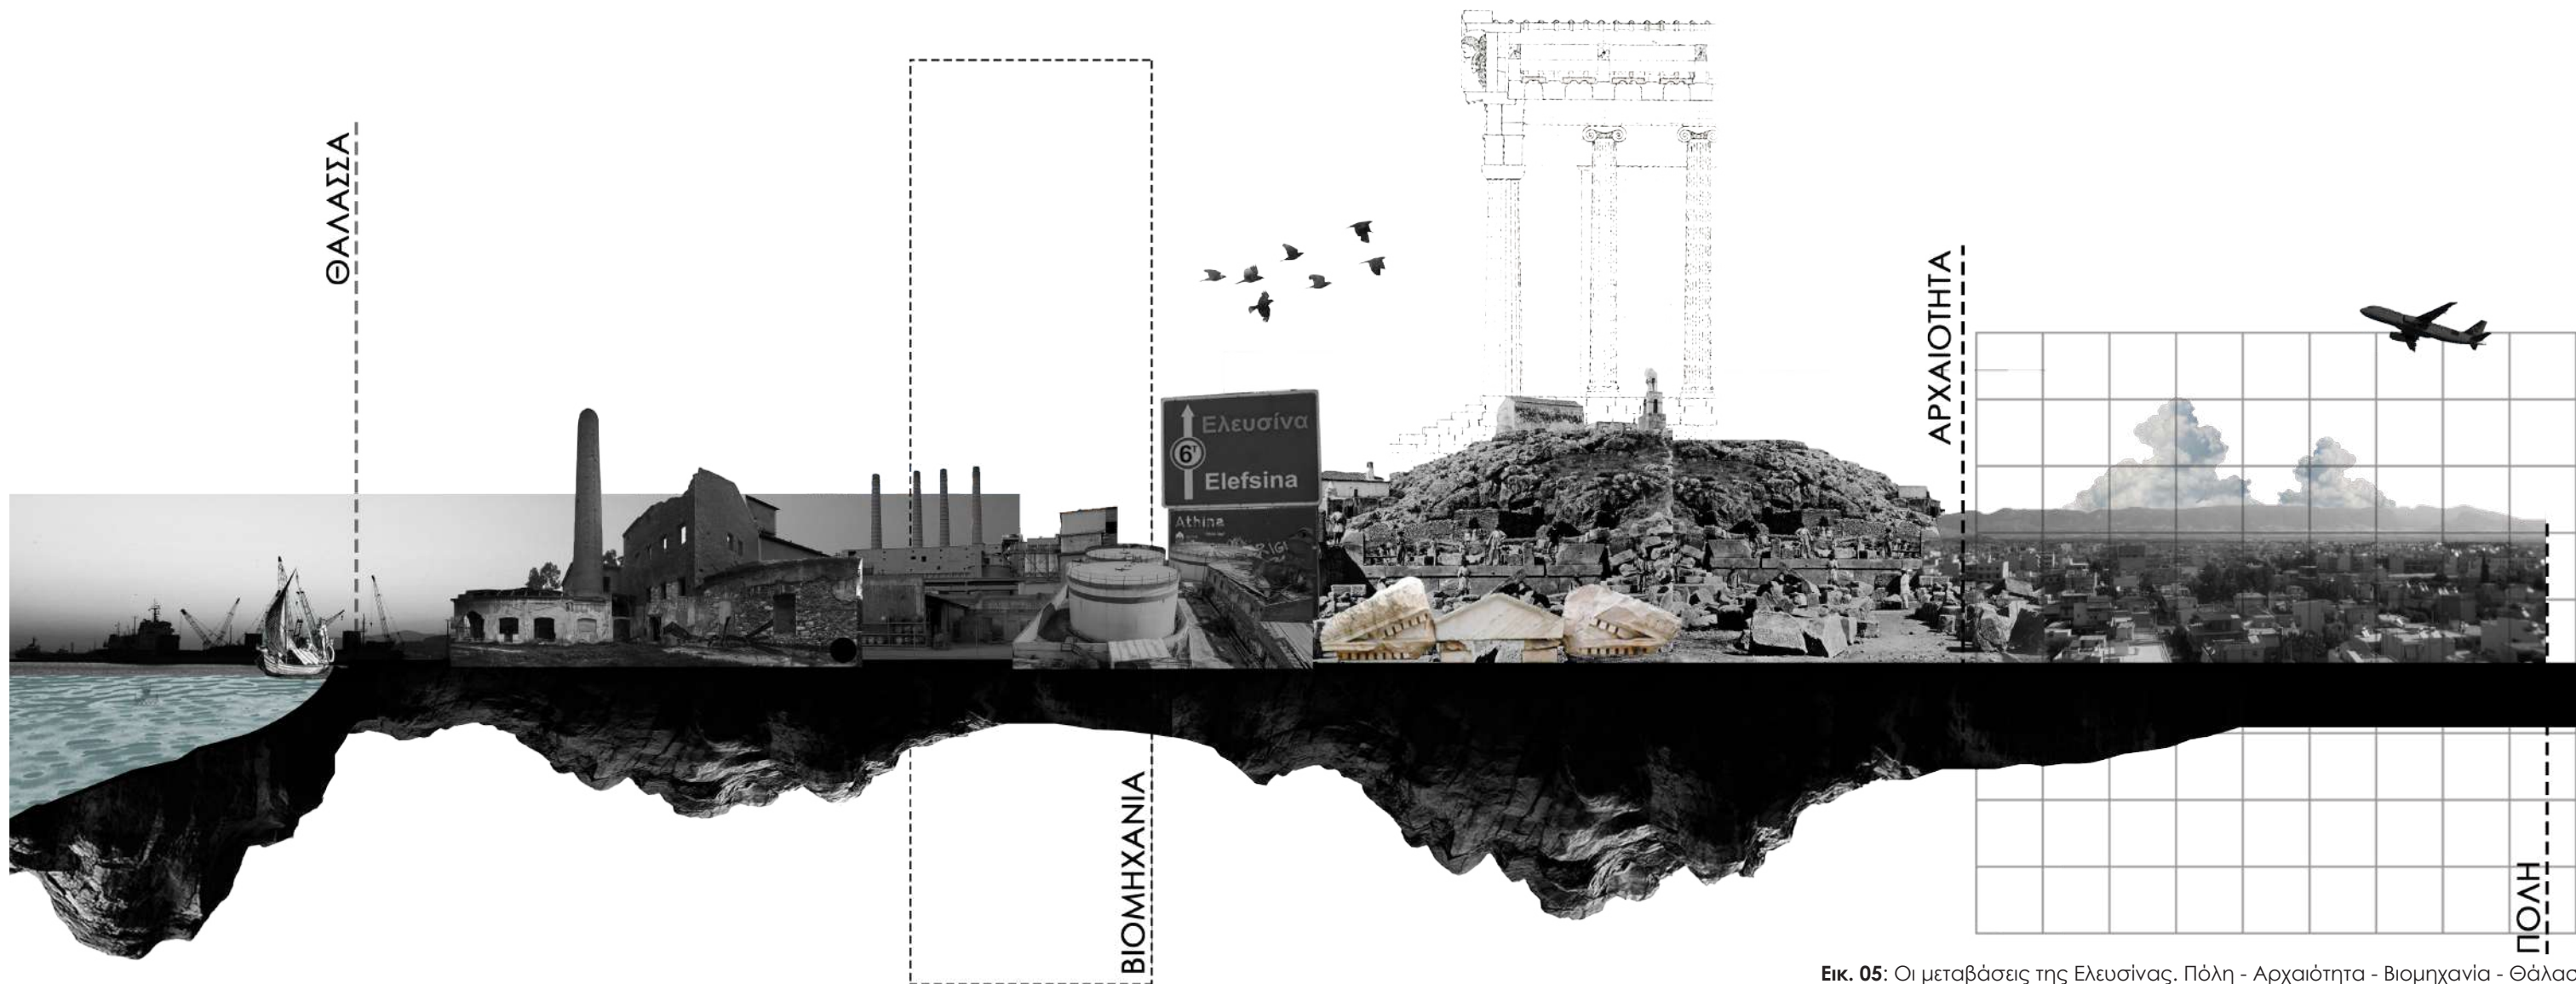 ΘΑΛΑΣΣΑ
ΒΙΟΜΗΧΑΝΙΑ
Ελευσίνα
6
Elefsina
Athina
ΑΡΧΑΙΟΤΗΤΑ
ΠΟΛΗ
Εικ. 05: Οι μεταβάσεις της Ελευσίνας. Πόλη - Αρχαιότητα - Βιομηχανία - Θάλασ